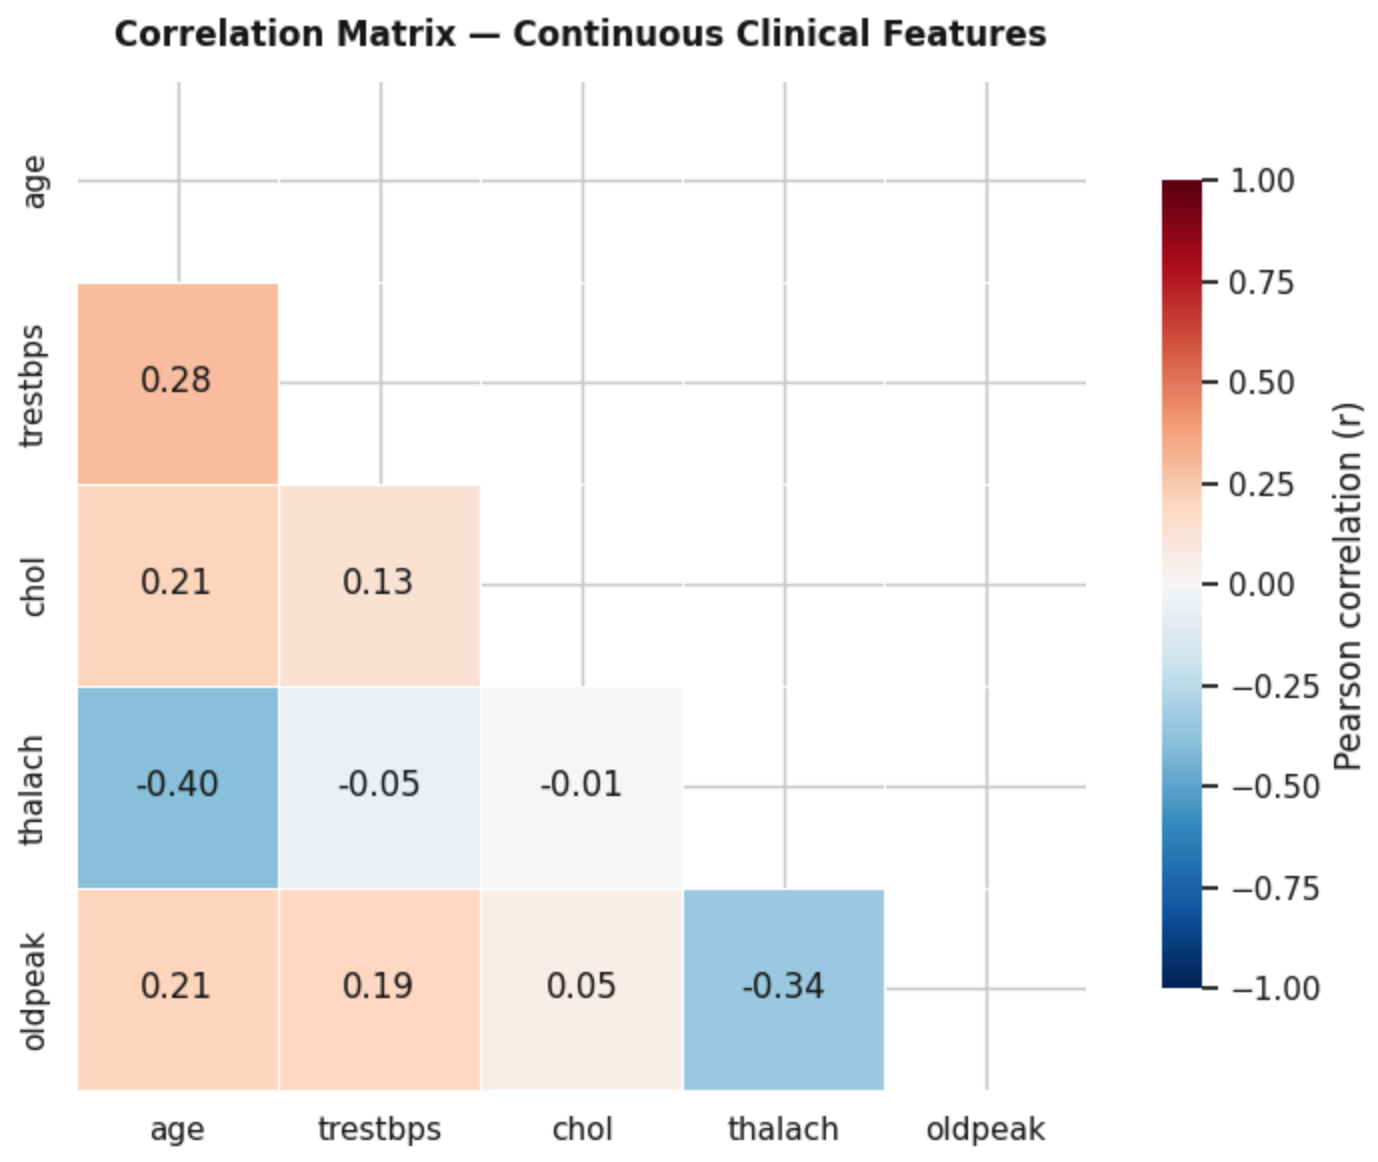 Correlation Matrix — Continuous Clinical Features
age
trestbps
chol
thalach
oldpeak
0.28
0.21 0.13
-0.40 -0.05 -0.01
0.21 0.19 0.05 -0.34
age trestbps chol thalach oldpeak
1.00
0.75
0.50
0.25
0.00
−0.25
−0.50
−0.75
−1.00
Pearson correlation (r)